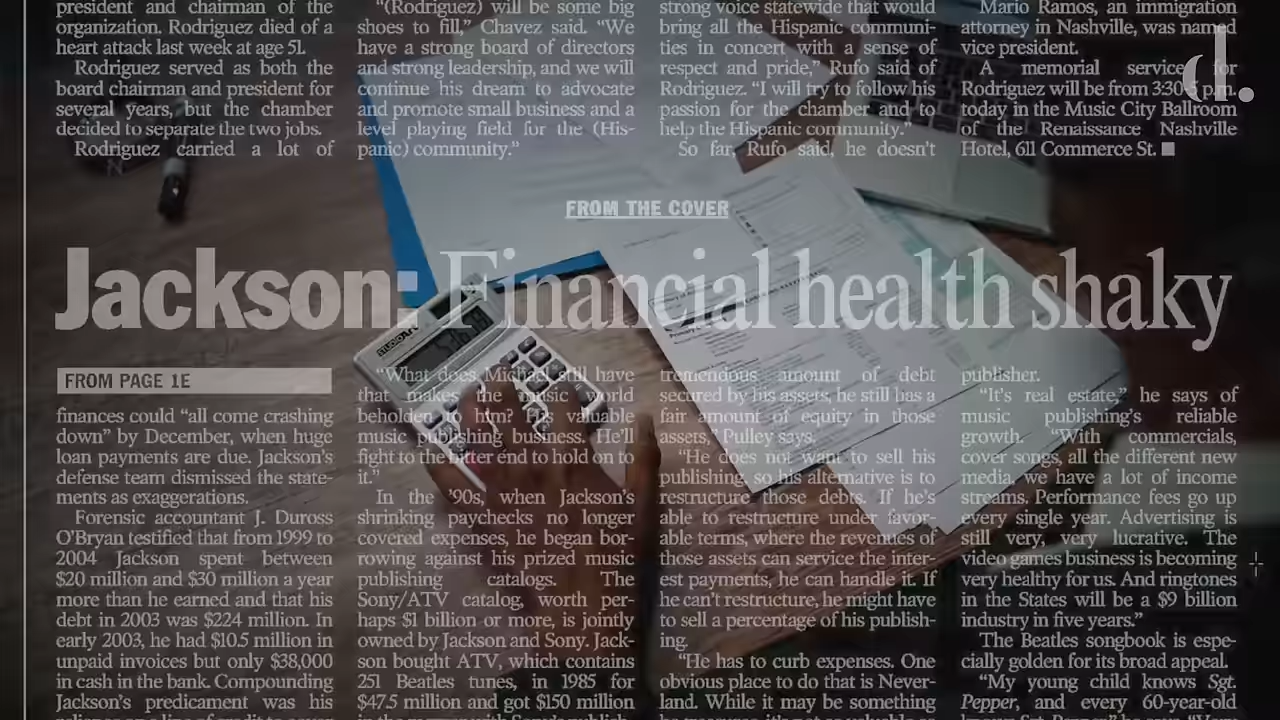 president and chairman of the
organization. Rodriguez died of a
heart attack last week at age 51.
Rodriguez served as both the
board chairman and president for
several years, but the chamber
decided to separate the two jobs.
Rodriguez carried a lot of
"(Rodriguez) will be some big
shoes to fill," Chavez said. "We
have a strong board of directors
and strong leadership, and we will
continue his dream to advocate
and promote small business and a
level playing field for the (His-
panic) community."
strong voice statewide that would
bring all the Hispanic communi-
ties in concert with a sense of
respect and pride," Rufo said of
Rodriguez. "I will try to follow his
passion for the chamber and to
help the Hispanic community."
So far, Rufo said, he doesn't
Mario Ramos, an immigration
attorney in Nashville, was named
vice president.
A memorial service for
Rodriguez will be from 3:30-5 p.m.
today in the Music City Ballroom
of the Renaissance Nashville
Hotel, 611 Commerce St. ■
d.
FROM THE COVER
Jackson: Financial health shaky
FROM PAGE 1E
finances could "all come crashing
down" by December, when huge
loan payments are due. Jackson's
defense team dismissed the state-
ments as exaggerations.
Forensic accountant J. Duross
O'Bryan testified that from 1999 to
2004 Jackson spent between
$20 million and $30 million a year
more than he earned and that his
debt in 2003 was $224 million. In
early 2003, he had $10.5 million in
unpaid invoices but only $38,000
in cash in the bank. Compounding
Jackson's predicament was his
"What does Michael still have
that makes the music world
beholden to him? His valuable
music publishing business. He'll
fight to the bitter end to hold on to
it."
In the '90s, when Jackson's
shrinking paychecks no longer
covered expenses, he began bor-
rowing against his prized music
publishing catalogs. The
Sony/ATV catalog, worth per-
haps $1 billion or more, is jointly
owned by Jackson and Sony. Jack-
son bought ATV, which contains
251 Beatles tunes, in 1985 for
$47.5 million and got $150 million
tremendous amount of debt
secured by his assets, he still has a
fair amount of equity in those
assets, Pulley says.
"He does not want to sell his
publishing, so his alternative is to
restructure those debts. If he's
able to restructure under favor-
able terms, where the revenues of
those assets can service the inter-
est payments, he can handle it. If
he can't restructure, he might have
to sell a percentage of his publish-
ing.
"He has to curb expenses. One
obvious place to do that is Never-
land. While it may be
publisher.
"It's real estate," he says of
music publishing's reliable
growth. "With commercials,
cover songs, all the different new
media, we have a lot of income
streams. Performance fees go up
every single year. Advertising is
still very, very lucrative. The
video games business is becoming
very healthy for us. And ringtones
in the States will be a $9 billion
industry in five years."
The Beatles songbook is espe-
cially golden for its broad appeal.
"My young child knows Sgt.
Pepper, and every 60-year-old